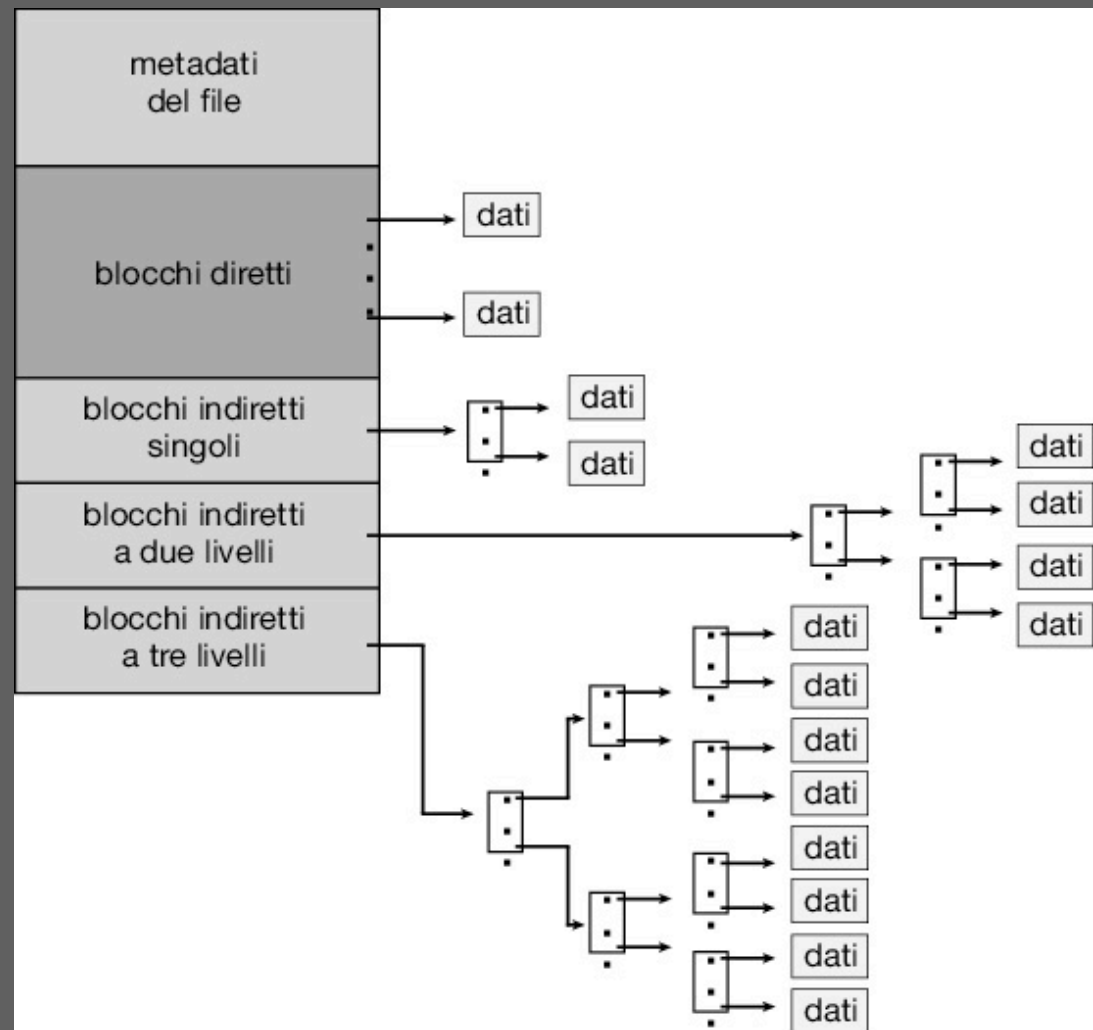 metadati
del file
blocchi diretti
dati
dati
blocchi indiretti
singoli
dati
dati
blocchi indiretti
a due livelli
dati
dati
dati
dati
blocchi indiretti
a tre livelli
dati
dati
dati
dati
dati
dati
dati
dati